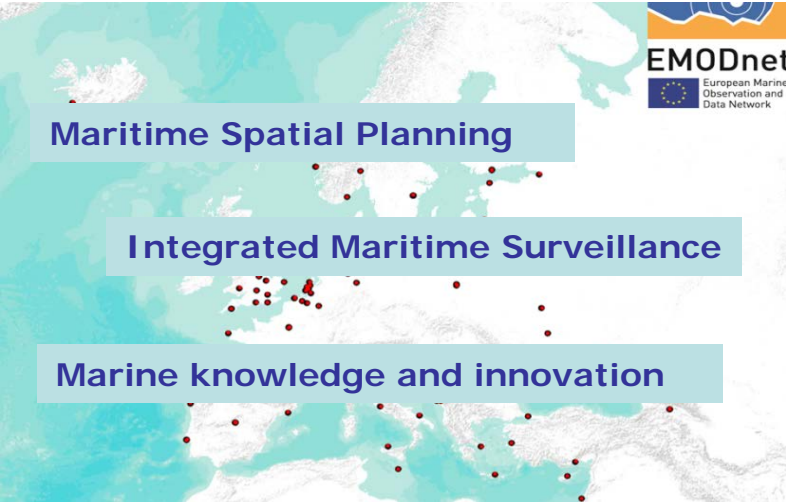 EMODnet
European Marine
Observation and
Data Network
Maritime Spatial Planning
Integrated Maritime Surveillance
Marine knowledge and innovation